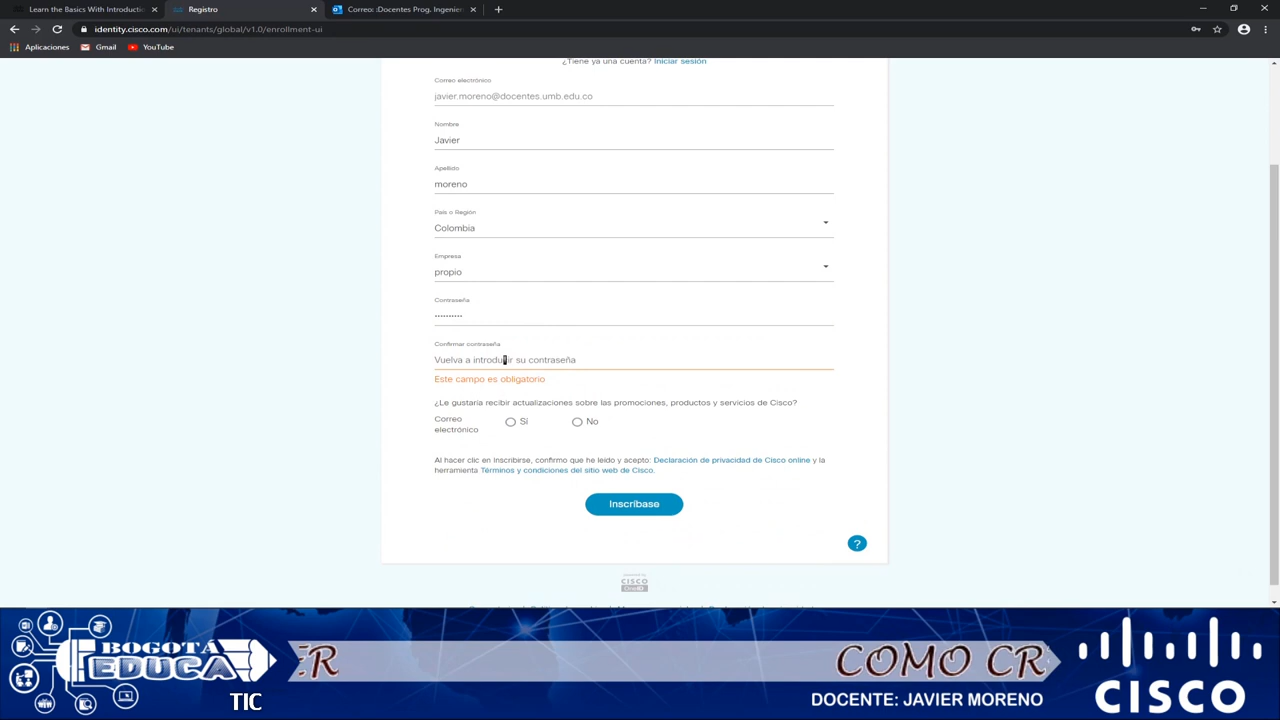 Learn the Basics With Introductio
Registro
Correo ::Docentes Prog. Ingenier
identity.cisco.com/ui/tenants/global/v1.0/enrollment-ui
Aplicaciones
Gmail
YouTube
¿Tiene ya una cuenta? Iniciar sesión
Correo electrónico
javier.moreno@docentes.umb.edu.co
Nombre
Javier
Apellido
moreno
País o Región
Colombia
Empresa
propio
Contraseña
••••••••••
Confirmar contraseña
Vuelva a introducir su contraseña
Este campo es obligatorio
¿Le gustaría recibir actualizaciones sobre las promociones, productos y servicios de Cisco?
Correo
electrónico
Sí
No
Al hacer clic en inscribirse, confirmo que he leído y acepto: Declaración de privacidad de Cisco online y la
herramienta Términos y condiciones del sitio web de Cisco.
Inscríbase
?
CISCO
BOGOTÁ
EDUCA
TIC
ER
COMO CR
DOCENTE: JAVIER MORENO
CISCO